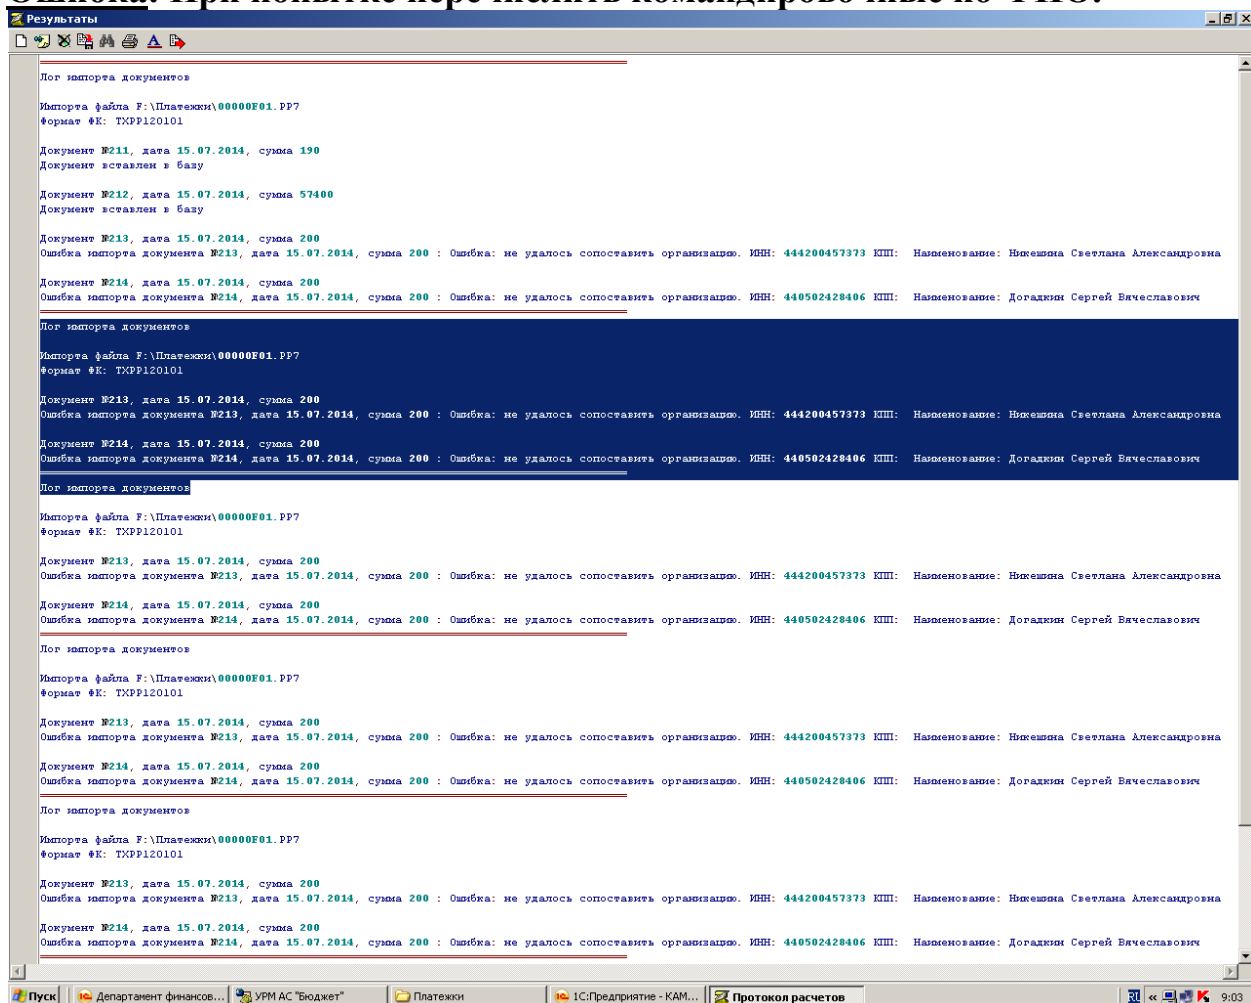 Ошибка: При попытке перечислить командировочные по ФИО:
Результаты
Лог импорта документов
Импорта файла F:\Платежки\00000F01.PP7
Формат ФК: TXPP120101
Документ №211, дата 15.07.2014, сумма 190
Документ вставлен в базу
Документ №212, дата 15.07.2014, сумма 57400
Документ вставлен в базу
Документ №213, дата 15.07.2014, сумма 200
Ошибка импорта документа №213, дата 15.07.2014, сумма 200 : Ошибка: не удалось сопоставить организацию. ИНН: 444200457373 КПП: Наименование: Никешина Светлана Александровна
Документ №214, дата 15.07.2014, сумма 200
Ошибка импорта документа №214, дата 15.07.2014, сумма 200 : Ошибка: не удалось сопоставить организацию. ИНН: 440502428406 КПП: Наименование: Догадкин Сергей Вячеславович
Лог импорта документов
Импорта файла F:\Платежки\00000F01.PP7
Формат ФК: TXPP120101
Документ №213, дата 15.07.2014, сумма 200
Ошибка импорта документа №213, дата 15.07.2014, сумма 200 : Ошибка: не удалось сопоставить организацию. ИНН: 444200457373 КПП: Наименование: Никешина Светлана Александровна
Документ №214, дата 15.07.2014, сумма 200
Ошибка импорта документа №214, дата 15.07.2014, сумма 200 : Ошибка: не удалось сопоставить организацию. ИНН: 440502428406 КПП: Наименование: Догадкин Сергей Вячеславович
Лог импорта документов
Импорта файла F:\Платежки\00000F01.PP7
Формат ФК: TXPP120101
Документ №213, дата 15.07.2014, сумма 200
Ошибка импорта документа №213, дата 15.07.2014, сумма 200 : Ошибка: не удалось сопоставить организацию. ИНН: 444200457373 КПП: Наименование: Никешина Светлана Александровна
Документ №214, дата 15.07.2014, сумма 200
Ошибка импорта документа №214, дата 15.07.2014, сумма 200 : Ошибка: не удалось сопоставить организацию. ИНН: 440502428406 КПП: Наименование: Догадкин Сергей Вячеславович
Лог импорта документов
Импорта файла F:\Платежки\00000F01.PP7
Формат ФК: TXPP120101
Документ №213, дата 15.07.2014, сумма 200
Ошибка импорта документа №213, дата 15.07.2014, сумма 200 : Ошибка: не удалось сопоставить организацию. ИНН: 444200457373 КПП: Наименование: Никешина Светлана Александровна
Документ №214, дата 15.07.2014, сумма 200
Ошибка импорта документа №214, дата 15.07.2014, сумма 200 : Ошибка: не удалось сопоставить организацию. ИНН: 440502428406 КПП: Наименование: Догадкин Сергей Вячеславович
Лог импорта документов
Импорта файла F:\Платежки\00000F01.PP7
Формат ФК: TXPP120101
Документ №213, дата 15.07.2014, сумма 200
Ошибка импорта документа №213, дата 15.07.2014, сумма 200 : Ошибка: не удалось сопоставить организацию. ИНН: 444200457373 КПП: Наименование: Никешина Светлана Александровна
Документ №214, дата 15.07.2014, сумма 200
Ошибка импорта документа №214, дата 15.07.2014, сумма 200 : Ошибка: не удалось сопоставить организацию. ИНН: 440502428406 КПП: Наименование: Догадкин Сергей Вячеславович
Пуск Департамент финансов... УРМ АС "Бюджет" Платежки 1С:Предприятие - КАМ... Протокол расчетов RU « 9:03